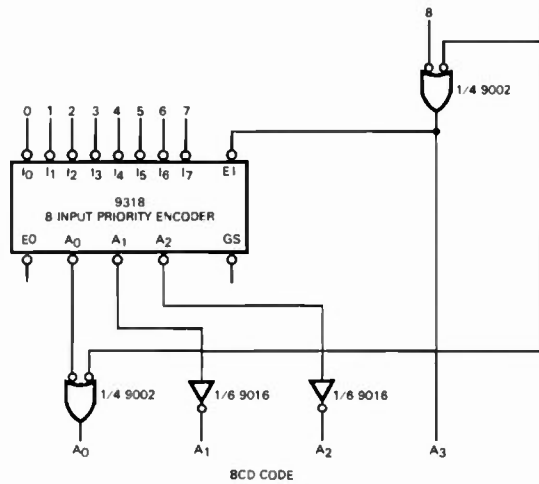 8
1/4 9002
0 1 2 3 4 5 6 7
I0 I1 I2 I3 I4 I5 I6 I7 EI
9318
8 INPUT PRIORITY ENCODER
EO A0 A1 A2 GS
1/4 9002 1/6 9016 1/6 9016
A0 A1 A2 A3
8CD CODE